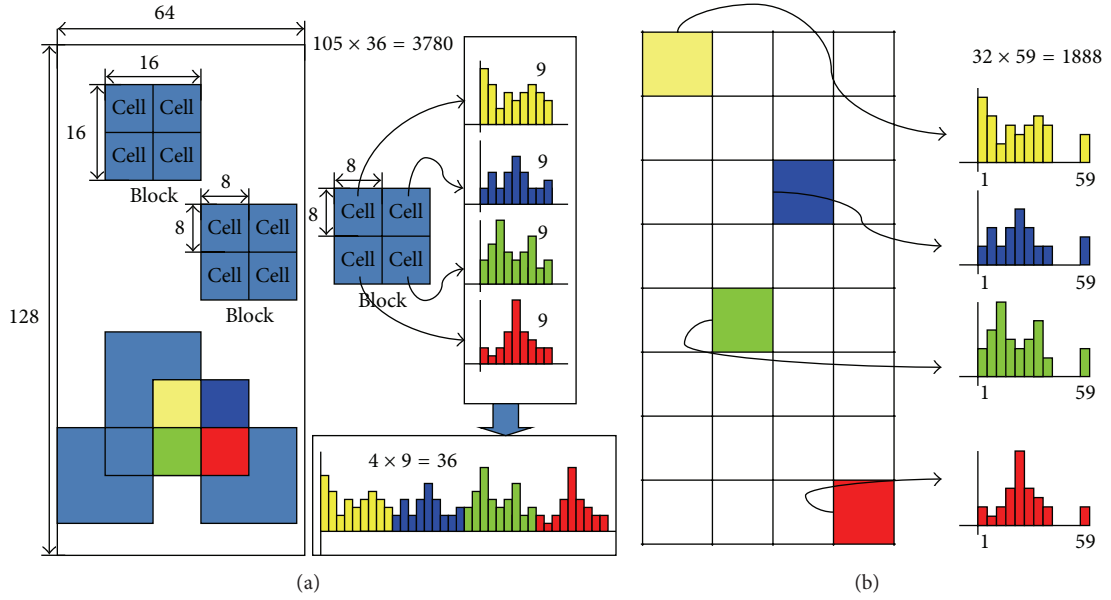 64
105 × 36 = 3780
16
16
Cell Cell
Cell Cell
Block
8
8
Cell Cell
Cell Cell
Block
128
8
8
Cell Cell
Cell Cell
Block
9
9
9
9
4 × 9 = 36
(a)
32 × 59 = 1888
1 59
1 59
1 59
1 59
(b)